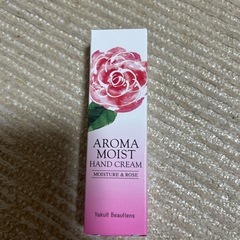 AROMA
MOIST
HAND CREAM
MOISTURE & ROSE
Yakult Beautiens